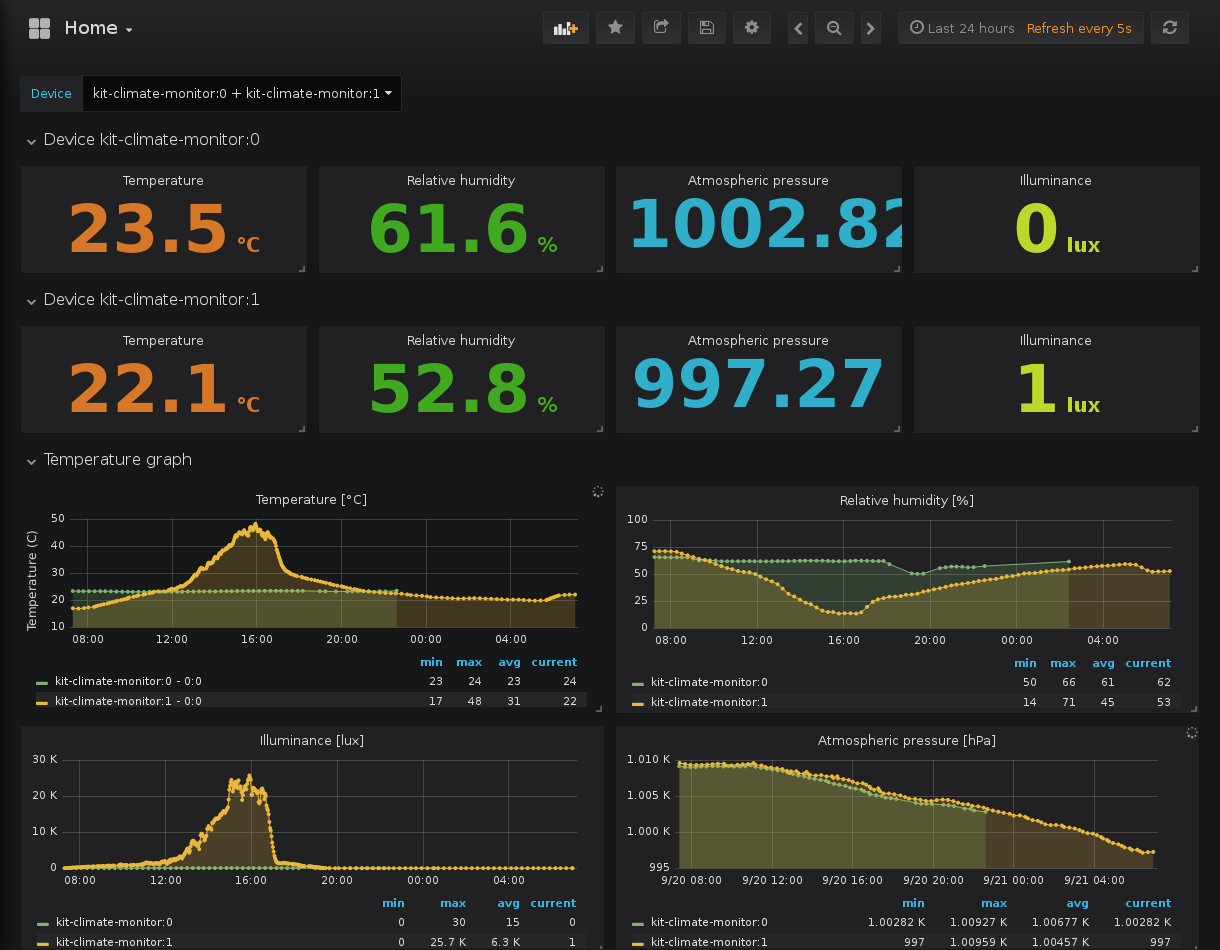 Home
Last 24 hours Refresh every 5s
Device kit-climate-monitor:0 + kit-climate-monitor:1
Device kit-climate-monitor:0
Temperature Relative humidity Atmospheric pressure Illuminance
23.5 °C 61.6 % 1002.82 0 lux
Device kit-climate-monitor:1
Temperature Relative humidity Atmospheric pressure Illuminance
22.1 °C 52.8 % 997.27 1 lux
Temperature graph
Temperature [°C]
Temperature (C)
50
40
30
20
10
08:00 12:00 16:00 20:00 00:00 04:00
min max avg current
kit-climate-monitor:0 - 0:0 23 24 23 24
kit-climate-monitor:1 - 0:0 17 48 31 22
Relative humidity [%]
100
75
50
25
0
08:00 12:00 16:00 20:00 00:00 04:00
min max avg current
kit-climate-monitor:0 50 66 61 62
kit-climate-monitor:1 14 71 45 53
Illuminance [lux]
30 K
20 K
10 K
0
08:00 12:00 16:00 20:00 00:00 04:00
min max avg current
kit-climate-monitor:0 0 30 15 0
kit-climate-monitor:1 0 25.7 K 6.3 K 1
Atmospheric pressure [hPa]
1.010 K
1.005 K
1.000 K
995
9/20 08:00 9/20 12:00 9/20 16:00 9/20 20:00 9/21 00:00 9/21 04:00
min max avg current
kit-climate-monitor:0 1.00282 K 1.00927 K 1.00677 K 1.00282 K
kit-climate-monitor:1 997 1.00959 K 1.00457 K 997